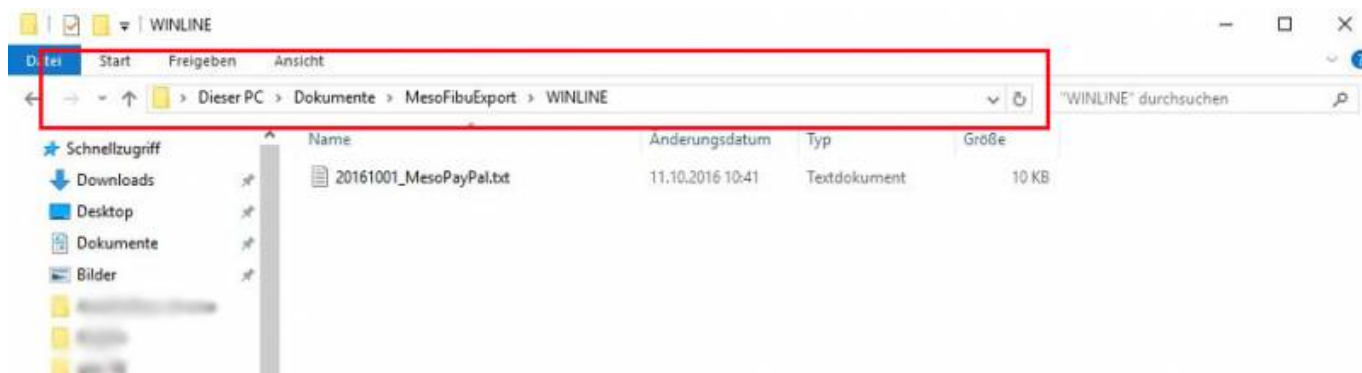 WINLINE
Datei Start Freigeben Ansicht
Dieser PC > Dokumente > MesoFibuExport > WINLINE "WINLINE" durchsuchen
Schnellzugriff Name Änderungsdatum Typ Größe
Downloads 20161001_MesoPayPal.txt 11.10.2016 10:41 Textdokument 10 KB
Desktop
Dokumente
Bilder